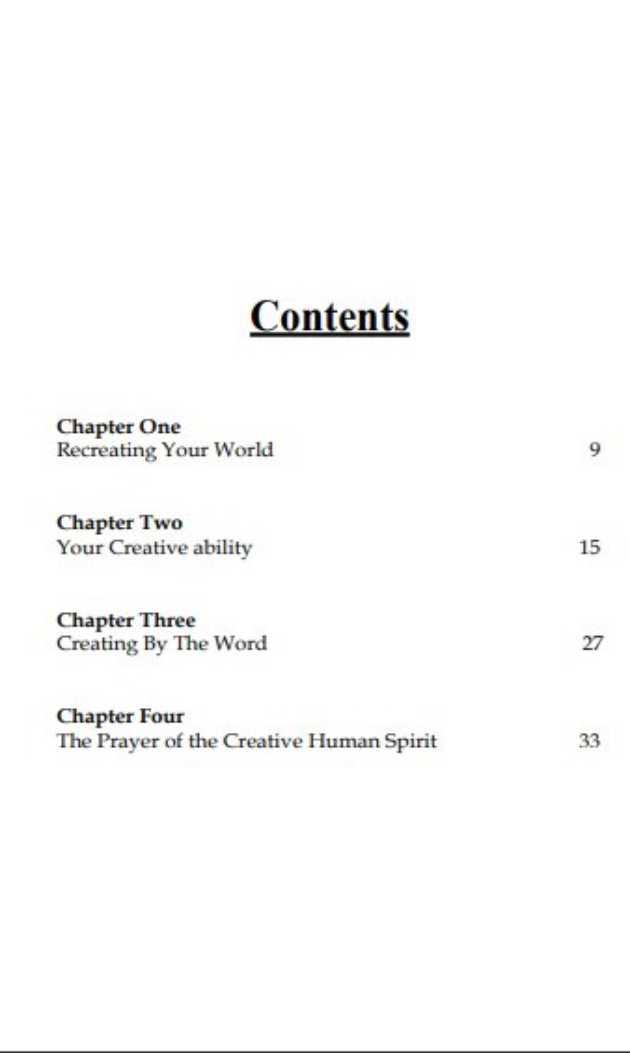 Contents
Chapter One
Recreating Your World 9
Chapter Two
Your Creative ability 15
Chapter Three
Creating By The Word 27
Chapter Four
The Prayer of the Creative Human Spirit 33